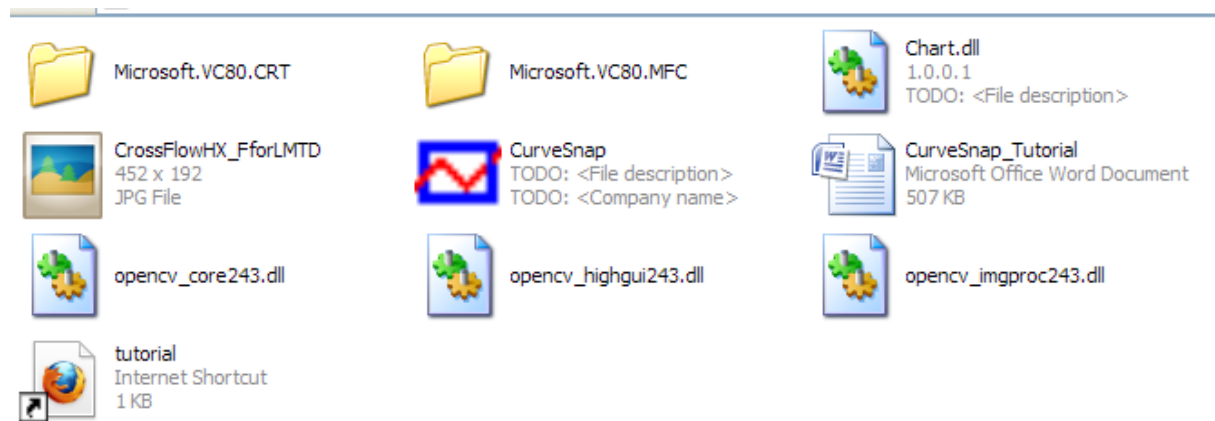 Microsoft.VC80.CRT
Microsoft.VC80.MFC
Chart.dll
1.0.0.1
TODO: <File description>
CrossFlowHX_FforLMTD
452 x 192
JPG File
CurveSnap
TODO: <File description>
TODO: <Company name>
CurveSnap_Tutorial
Microsoft Office Word Document
507 KB
opencv_core243.dll
opencv_highgui243.dll
opencv_imgproc243.dll
tutorial
Internet Shortcut
1 KB